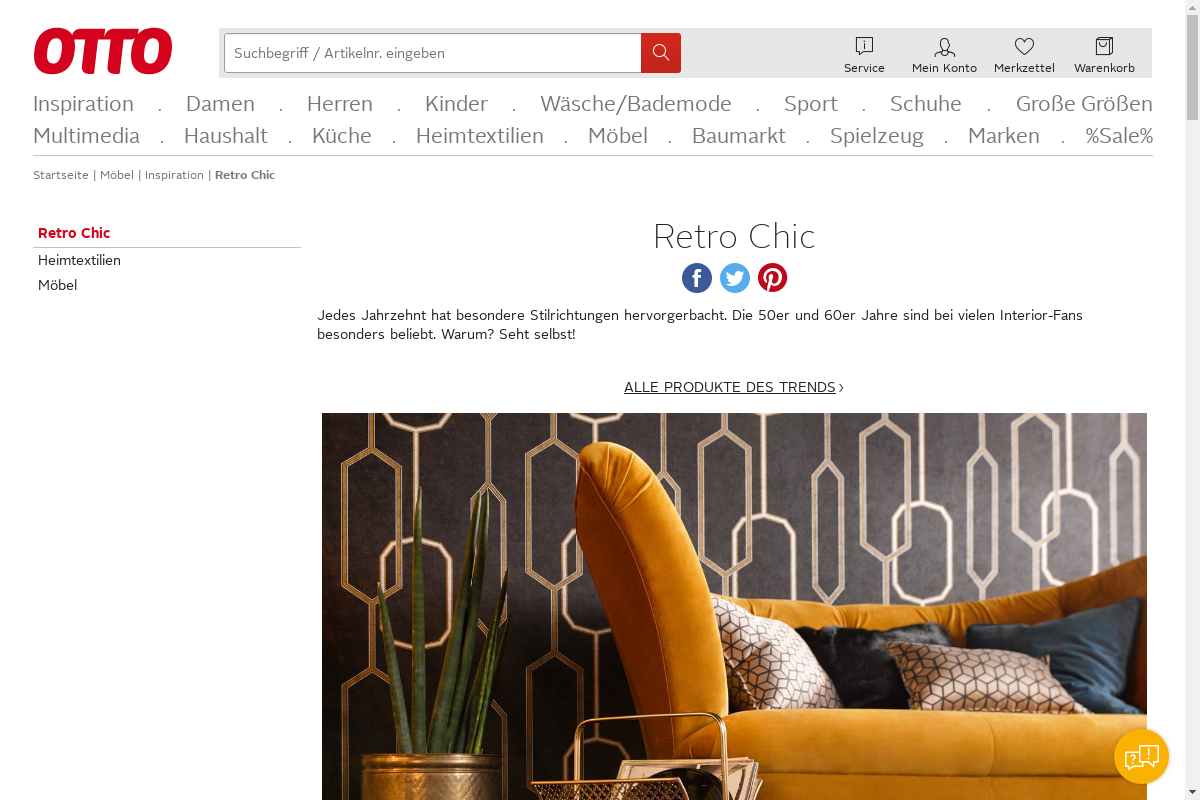 OTTO
Suchbegriff / Artikelnr. eingeben
Service
Mein Konto
Merkzettel
Warenkorb
Inspiration . Damen . Herren . Kinder . Wäsche/Bademode . Sport . Schuhe . Große Größen
Multimedia . Haushalt . Küche . Heimtextilien . Möbel . Baumarkt . Spielzeug . Marken . %Sale%
Startseite | Möbel | Inspiration | Retro Chic
Retro Chic
Heimtextilien
Möbel
Retro Chic
Jedes Jahrzehnt hat besondere Stilrichtungen hervorgerbacht. Die 50er und 60er Jahre sind bei vielen Interior-Fans
besonders beliebt. Warum? Seht selbst!
ALLE PRODUKTE DES TRENDS